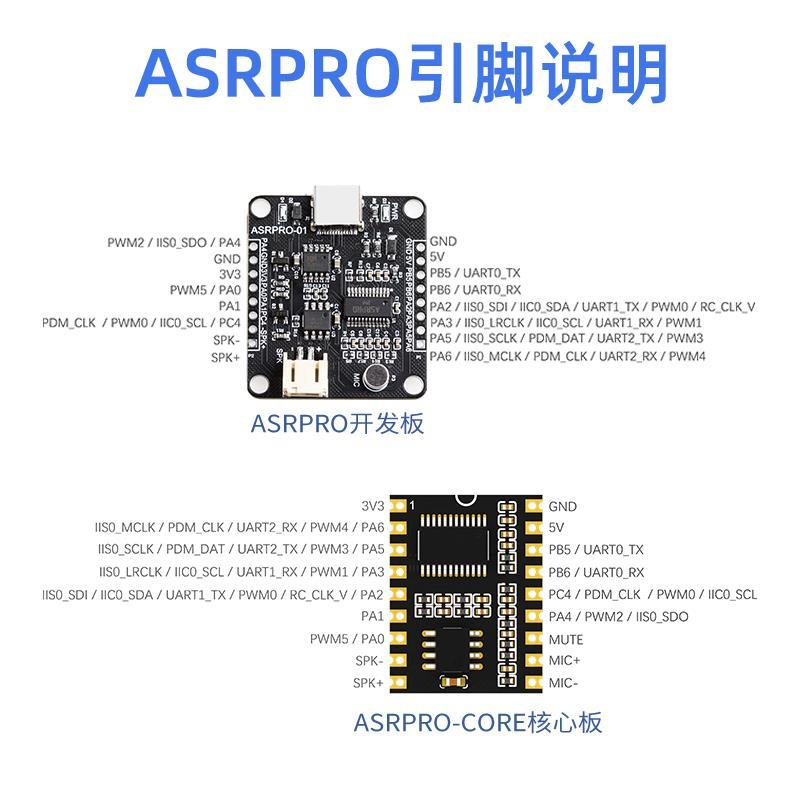 ASRPRO引脚说明
ASRPRO-01
PWR
PWM2 / IIS0_SDO / PA4
GND
3V3
PWM5 / PA0
PA1
PDM_CLK / PWM0 / IIC0_SCL / PC4
SPK-
SPK+
GND
5V
PB5 / UART0_TX
PB6 / UART0_RX
PA2 / IIS0_SDI / IIC0_SDA / UART1_TX / PWM0 / RC_CLK_V
PA3 / IIS0_LRCLK / IIC0_SCL / UART1_RX / PWM1
PA5 / IIS0_SCLK / PDM_DAT / UART2_TX / PWM3
PA6 / IIS0_MCLK / PDM_CLK / UART2_RX / PWM4
SPK
MIC
ASRPRO开发板
3V3
IIS0_MCLK / PDM_CLK / UART2_RX / PWM4 / PA6
IIS0_SCLK / PDM_DAT / UART2_TX / PWM3 / PA5
IIS0_LRCLK / IIC0_SCL / UART1_RX / PWM1 / PA3
IIS0_SDI / IIC0_SDA / UART1_TX / PWM0 / RC_CLK_V / PA2
PA1
PWM5 / PA0
SPK-
SPK+
1
GND
5V
PB5 / UART0_TX
PB6 / UART0_RX
PC4 / PDM_CLK / PWM0 / IIC0_SCL
PA4 / PWM2 / IIS0_SDO
MUTE
MIC+
MIC-
ASRPRO-CORE核心板